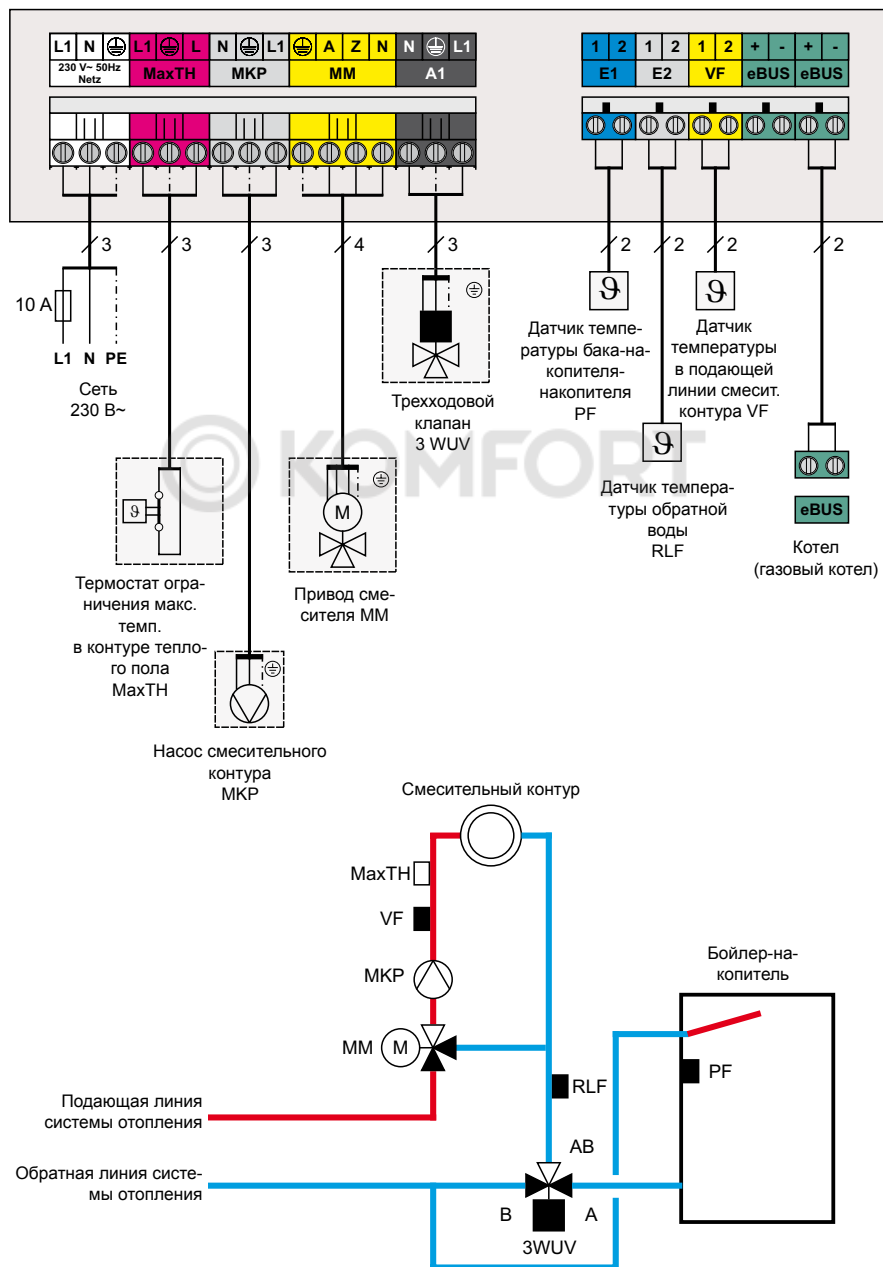 L1 N L1 L N L1 A Z N N L1
230 V~ 50Hz
Netz
MaxTH MKP MM A1
1 2 1 2 1 2 + - + -
E1 E2 VF eBUS eBUS
3 3 3 4 3 2 2 2 2
10 A
L1 N PE
Сеть
230 В~
Трехходовой
клапан
3 WUV
ϑ
Датчик темпе-
ратуры бака-на-
копителя-
накопителя
PF
ϑ
Датчик
температуры
в подающей
линии смесит.
контура VF
KOMFORT
ϑ
Термостат огра-
ничения макс.
темп.
в контуре тепло-
го пола
MaxTH
M
Привод сме-
сителя ММ
ϑ
Датчик темпера-
туры обратной
воды
RLF
eBUS
Котел
(газовый котел)
Насос смесительного
контура
MKP
Смесительный контур
MaxTH
VF
MKP
MM
M
Бойлер-на-
копитель
PF
RLF
Подающая линия
системы отопления
AB
Обратная линия систе-
мы отопления
B
A
3WUV